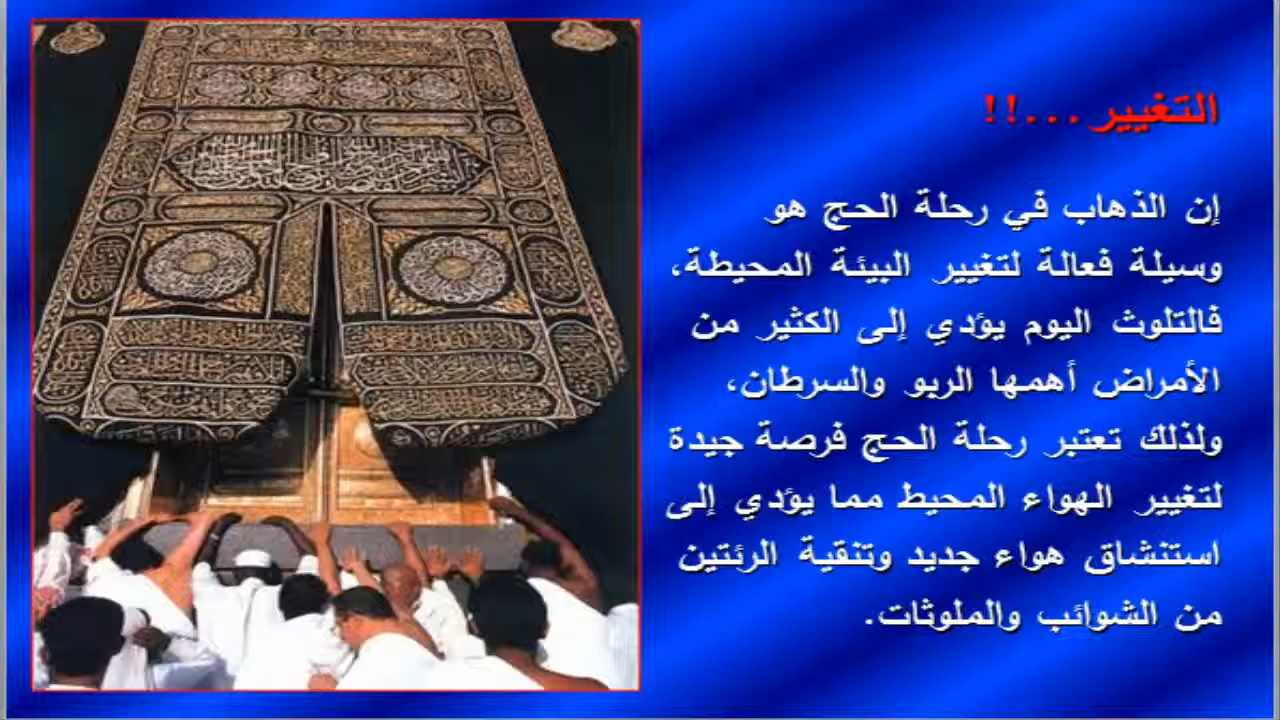 التغيير...!!
إن الذهاب في رحلة الحج هو
وسيلة فعالة لتغيير البيئة المحيطة،
فالتلوث اليوم يؤدي إلى الكثير من
الأمراض أهمها الربو والسرطان،
ولذلك تعتبر رحلة الحج فرصة جيدة
لتغيير الهواء المحيط مما يؤدي إلى
استنشاق هواء جديد وتنقية الرئتين
من الشوائب والملوثات.